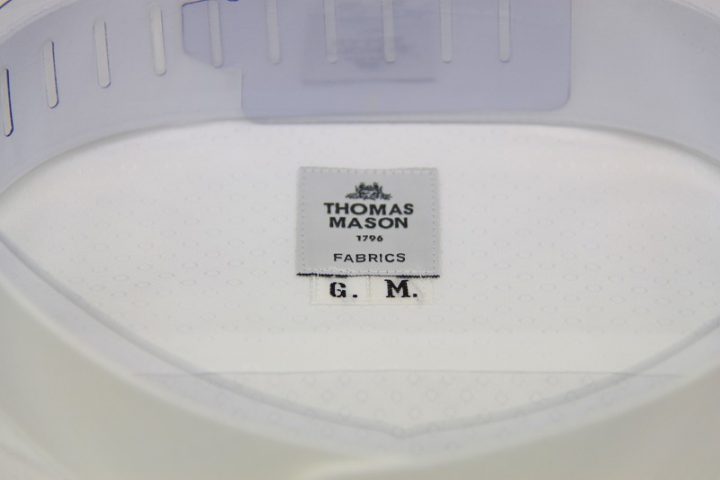 THOMAS
MASON
1796
FABRICS
G. M.